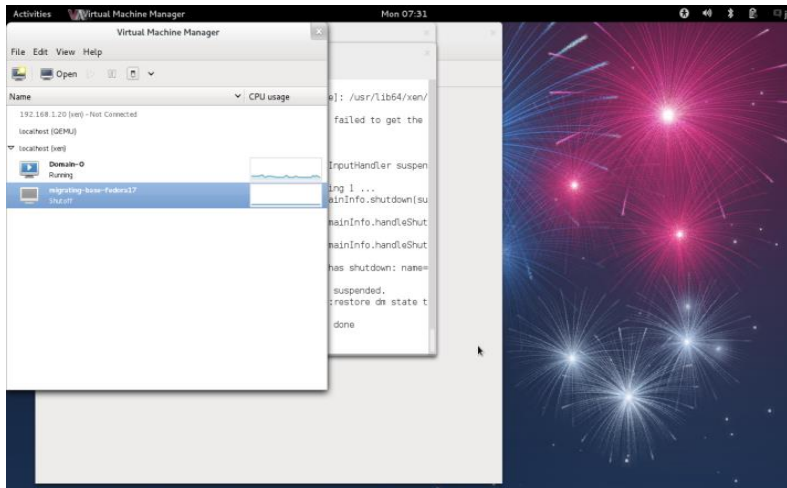 Activities Virtual Machine Manager Mon 07:31
Virtual Machine Manager
File Edit View Help
Open
Name CPU usage
192.168.1.20 (xen) - Not Connected
localhost (QEMU)
localhost (xen)
Domain-0
Running
migrating-base-fedora17
Shutoff
e]: /usr/lib64/xen/
failed to get the
InputHandler suspen
ing 1 ...
ainInfo.shutdown(su
mainInfo.handleShut
mainInfo.handleShut
has shutdown: name=
suspended.
:restore dm state t
done